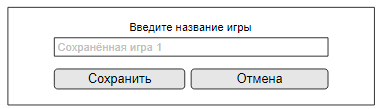 Введите название игры
Сохранённая игра 1
Сохранить Отмена